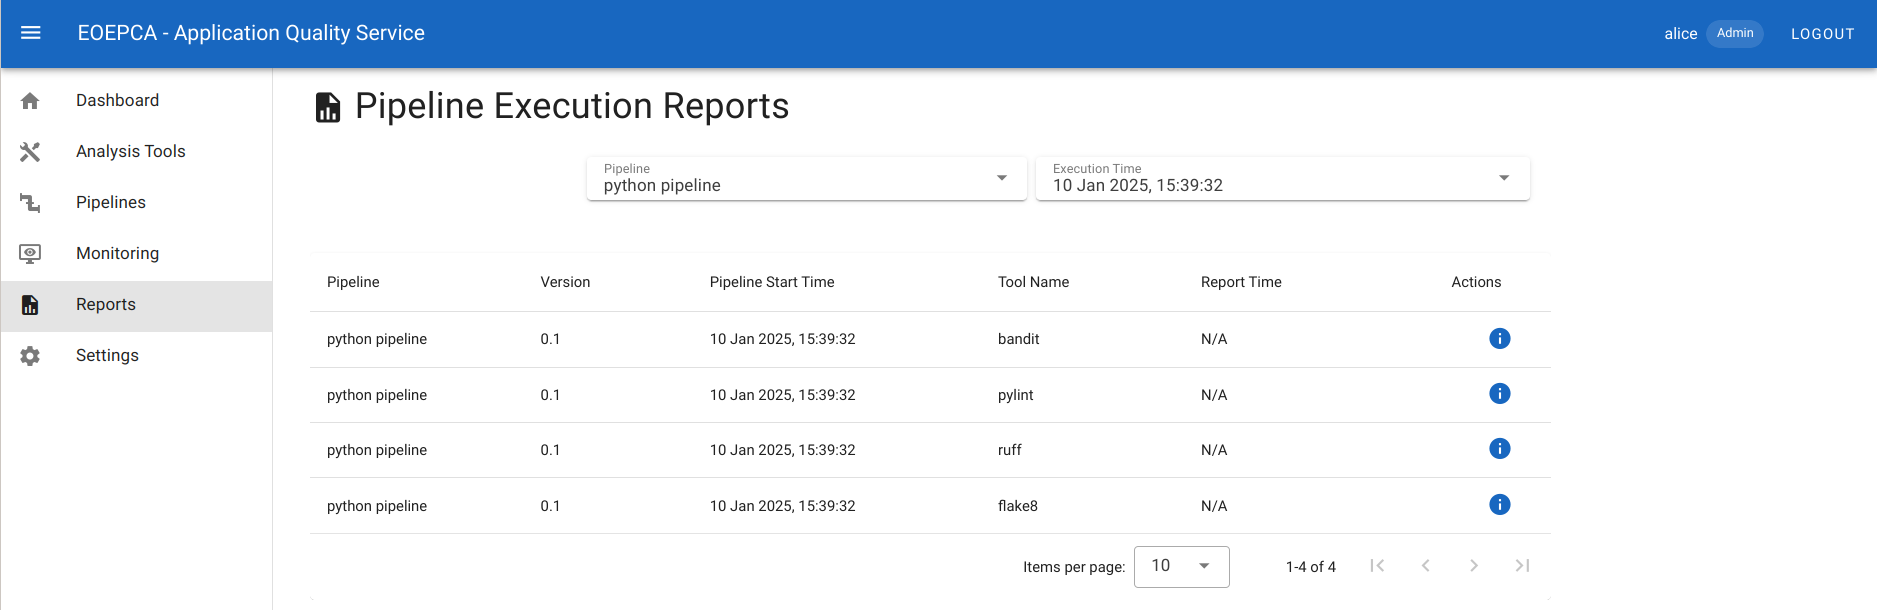 EOEPCA - Application Quality Service
alice Admin LOGOUT
Dashboard
Analysis Tools
Pipelines
Monitoring
Reports
Settings
Pipeline Execution Reports
Pipeline
python pipeline
Execution Time
10 Jan 2025, 15:39:32
Pipeline Version Pipeline Start Time Tool Name Report Time Actions
python pipeline 0.1 10 Jan 2025, 15:39:32 bandit N/A
python pipeline 0.1 10 Jan 2025, 15:39:32 pylint N/A
python pipeline 0.1 10 Jan 2025, 15:39:32 ruff N/A
python pipeline 0.1 10 Jan 2025, 15:39:32 flake8 N/A
Items per page: 10 1-4 of 4